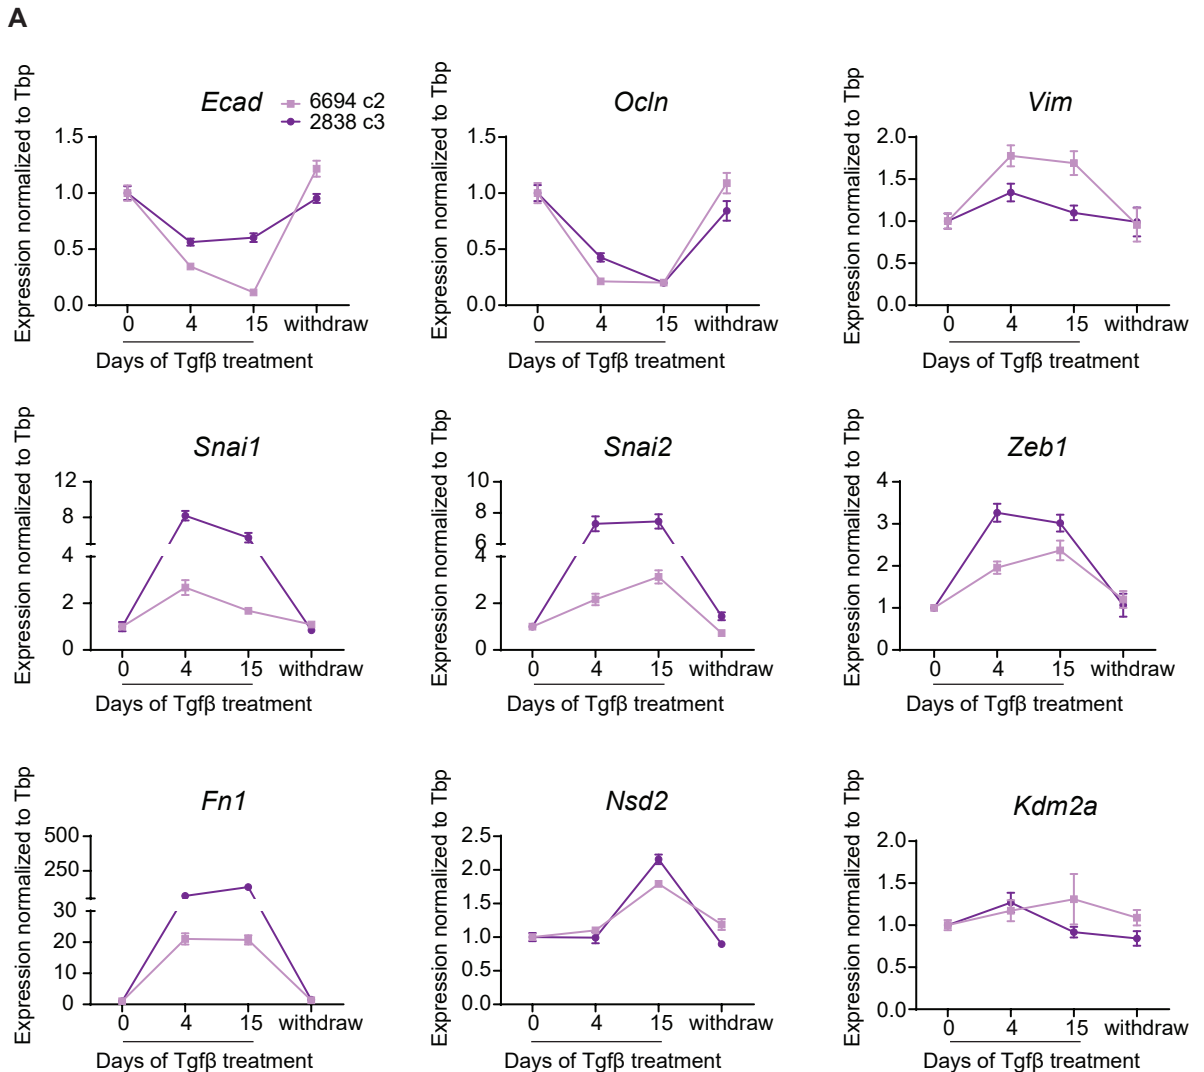 A
Ecad
6694 c2
2838 c3
Expression normalized to Tbp
1.5
1.0
0.5
0.0
0 4 15 withdraw
Days of Tgfβ treatment
Ocln
Expression normalized to Tbp
1.5
1.0
0.5
0.0
0 4 15 withdraw
Days of Tgfβ treatment
Vim
Expression normalized to Tbp
2.0
1.5
1.0
0.5
0.0
0 4 15 withdraw
Days of Tgfβ treatment
Snai1
Expression normalized to Tbp
12
8
4
2
0
0 4 15 withdraw
Days of Tgfβ treatment
Snai2
Expression normalized to Tbp
10
8
6
4
2
0
0 4 15 withdraw
Days of Tgfβ treatment
Zeb1
Expression normalized to Tbp
4
3
2
1
0
0 4 15 withdraw
Days of Tgfβ treatment
Fn1
Expression normalized to Tbp
500
250
30
20
10
0
0 4 15 withdraw
Days of Tgfβ treatment
Nsd2
Expression normalized to Tbp
2.5
2.0
1.5
1.0
0.5
0.0
0 4 15 withdraw
Days of Tgfβ treatment
Kdm2a
Expression normalized to Tbp
2.0
1.5
1.0
0.5
0.0
0 4 15 withdraw
Days of Tgfβ treatment